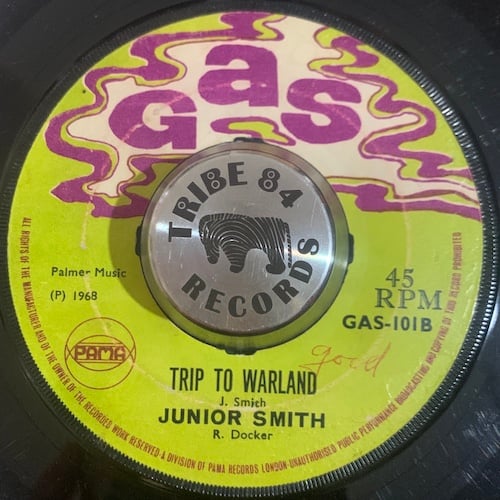 Gas
TRIBE 84
RECORDS
Palmer Music
(P) 1968
45
RPM
GAS-101B
PAMA
good
TRIP TO WARLAND
J. Smith
JUNIOR SMITH
R. Docker
ALL RIGHTS OF THE MANUFACTURER AND OF THE OWNER OF THE RECORDED WORK RESERVED A DIVISION OF PAMA RECORDS LONDON-UNAUTHORISED PUBLIC PERFORMANCE BROADCASTING AND COPYING OF THIS RECORD PROHIBITED